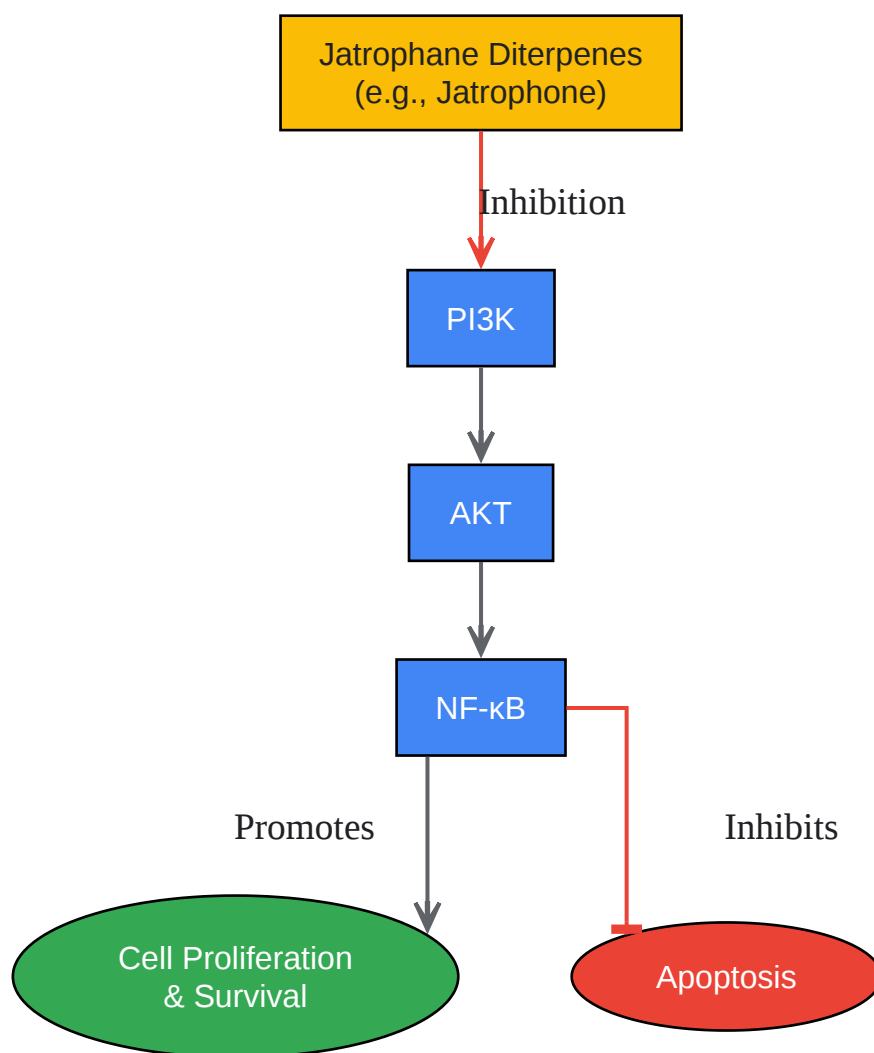 Jatrophane Diterpenes
(e.g., Jatrophone)
Inhibition
PI3K
AKT
NF-κB
Promotes
Inhibits
Cell Proliferation
& Survival
Apoptosis